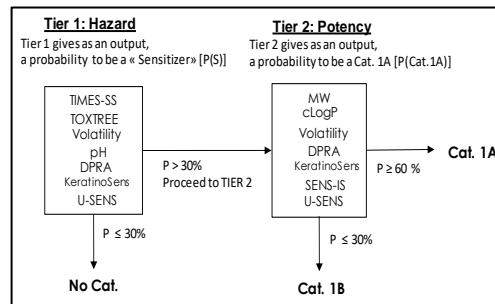 Tier 1: Hazard
Tier 1 gives as an output,
a probability to be a « Sensitizer» [P(S)]
Tier 2: Potency
Tier 2 gives as an output,
a probability to be a Cat. 1A [P(Cat.1A)]
TIMES-SS
TOXTREE
Volatility
pH
DPRA
KeratinoSens
U-SENS
P > 30%
Proceed to TIER 2
MW
cLogP
Volatility
DPRA
KeratinoSens
SENS-IS
U-SENS
Cat. 1A
P ≥ 60 %
P ≤ 30%
No Cat.
P ≤ 30%
Cat. 1B